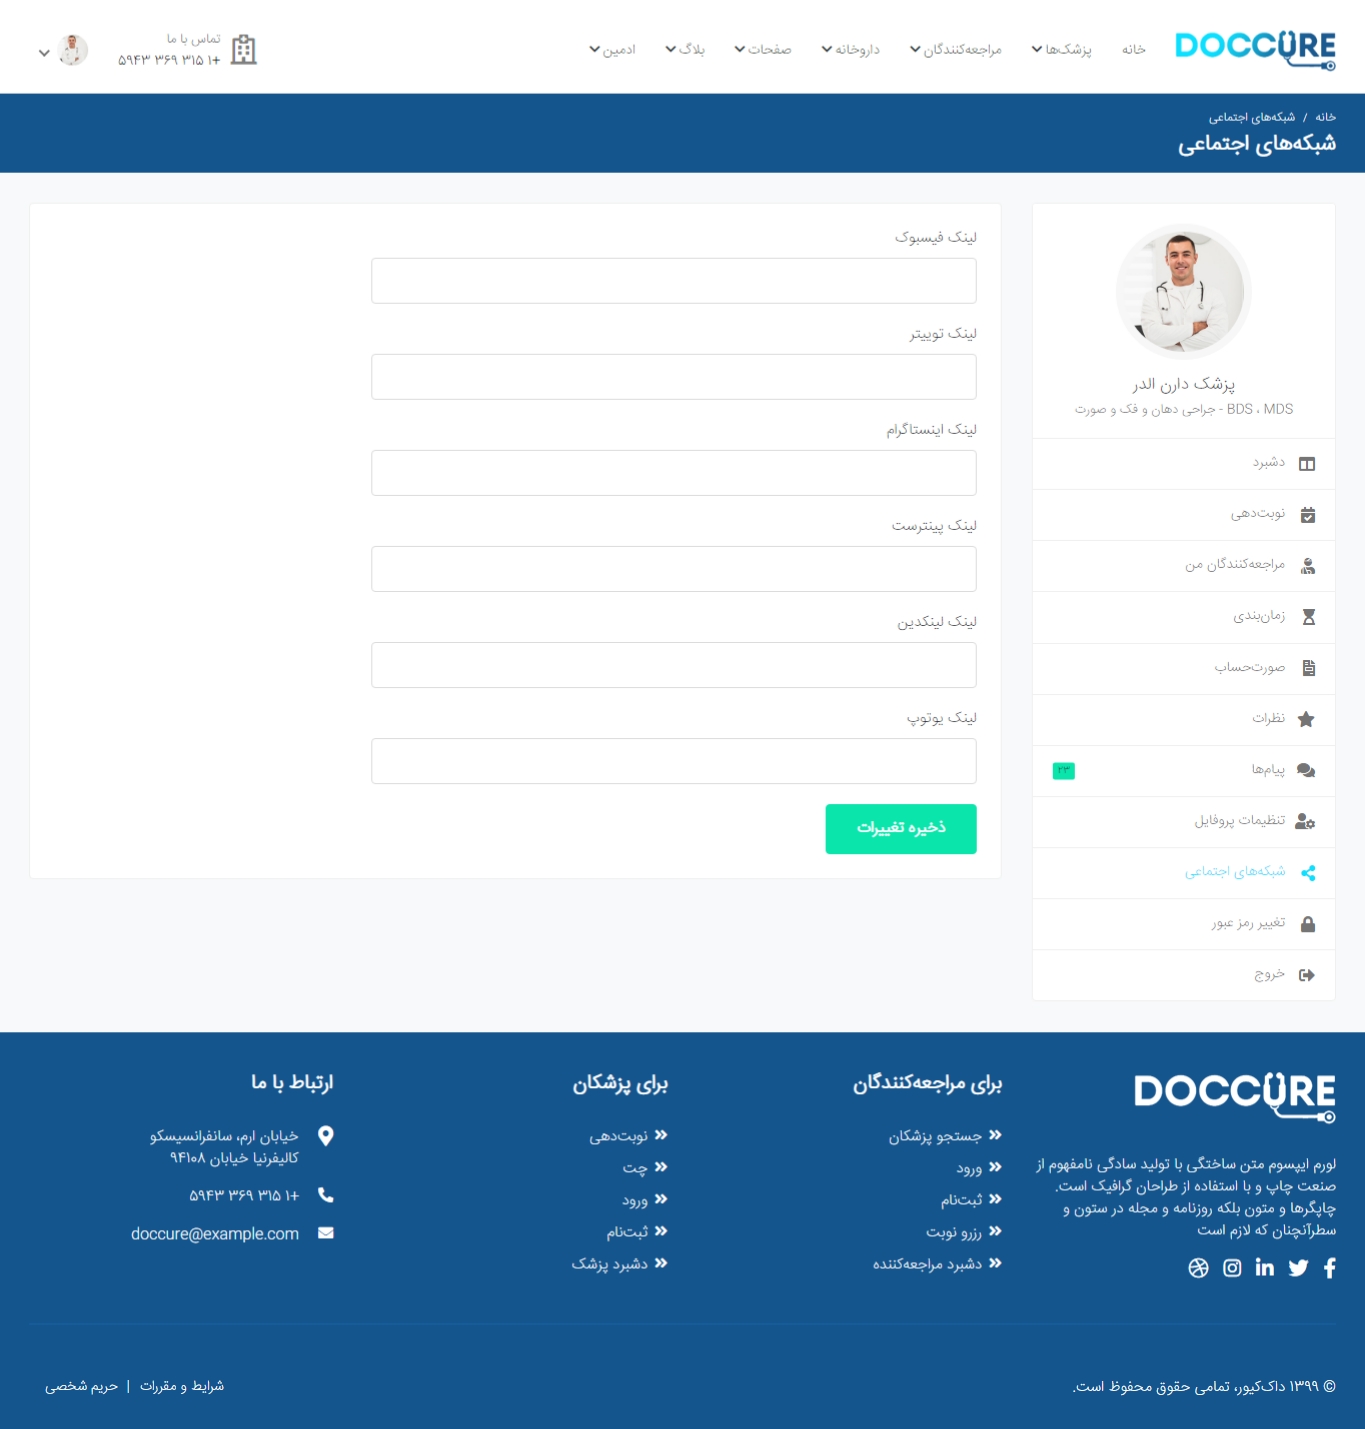 DOCCURE
خانه
پزشک‌ها
مراجعه‌کنندگان
داروخانه
صفحات
بلاگ
ادمین
تماس با ما
+۱ ۳۱۵ ۳۶۹ ۵۹۴۳
خانه / شبکه‌های اجتماعی
شبکه‌های اجتماعی
پزشک دارن الدر
BDS ، MDS - جراحی دهان و فک و صورت
دشبرد
نوبت‌دهی
مراجعه‌کنندگان من
زمان‌بندی
صورت‌حساب
نظرات
پیام‌ها
۲۳
تنظیمات پروفایل
شبکه‌های اجتماعی
تغییر رمز عبور
خروج
لینک فیسبوک
لینک توییتر
لینک اینستاگرام
لینک پینترست
لینک لینکدین
لینک یوتوب
ذخیره تغییرات
DOCCURE
لورم ایپسوم متن ساختگی با تولید سادگی نامفهوم از
صنعت چاپ و با استفاده از طراحان گرافیک است.
چاپگرها و متون بلکه روزنامه و مجله در ستون و
سطرآنچنان که لازم است
برای مراجعه‌کنندگان
جستجو پزشکان
ورود
ثبت‌نام
رزرو نوبت
دشبرد مراجعه‌کننده
برای پزشکان
نوبت‌دهی
چت
ورود
ثبت‌نام
دشبرد پزشک
ارتباط با ما
خیابان ارم، سانفرانسیسکو
کالیفرنیا خیابان ۹۴۱۰۸
+۱ ۳۱۵ ۳۶۹ ۵۹۴۳
doccure@example.com
© ۱۳۹۹ داک‌کیور، تمامی حقوق محفوظ است.
شرایط و مقررات | حریم شخصی